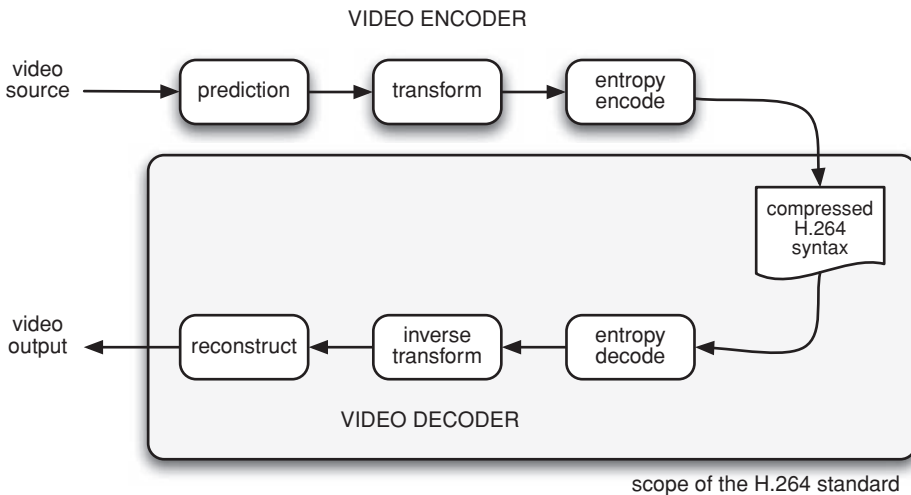 VIDEO ENCODER
video
source
prediction
transform
entropy
encode
compressed
H.264
syntax
video
output
reconstruct
inverse
transform
entropy
decode
VIDEO DECODER
scope of the H.264 standard